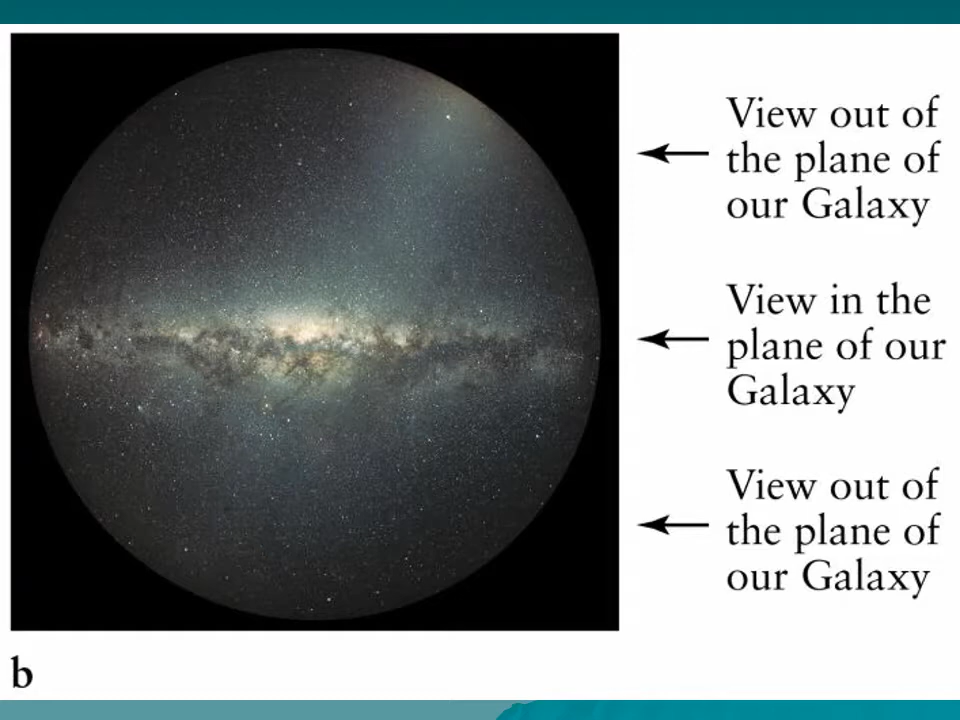 View out of
the plane of
our Galaxy
View in the
plane of our
Galaxy
View out of
the plane of
our Galaxy
b